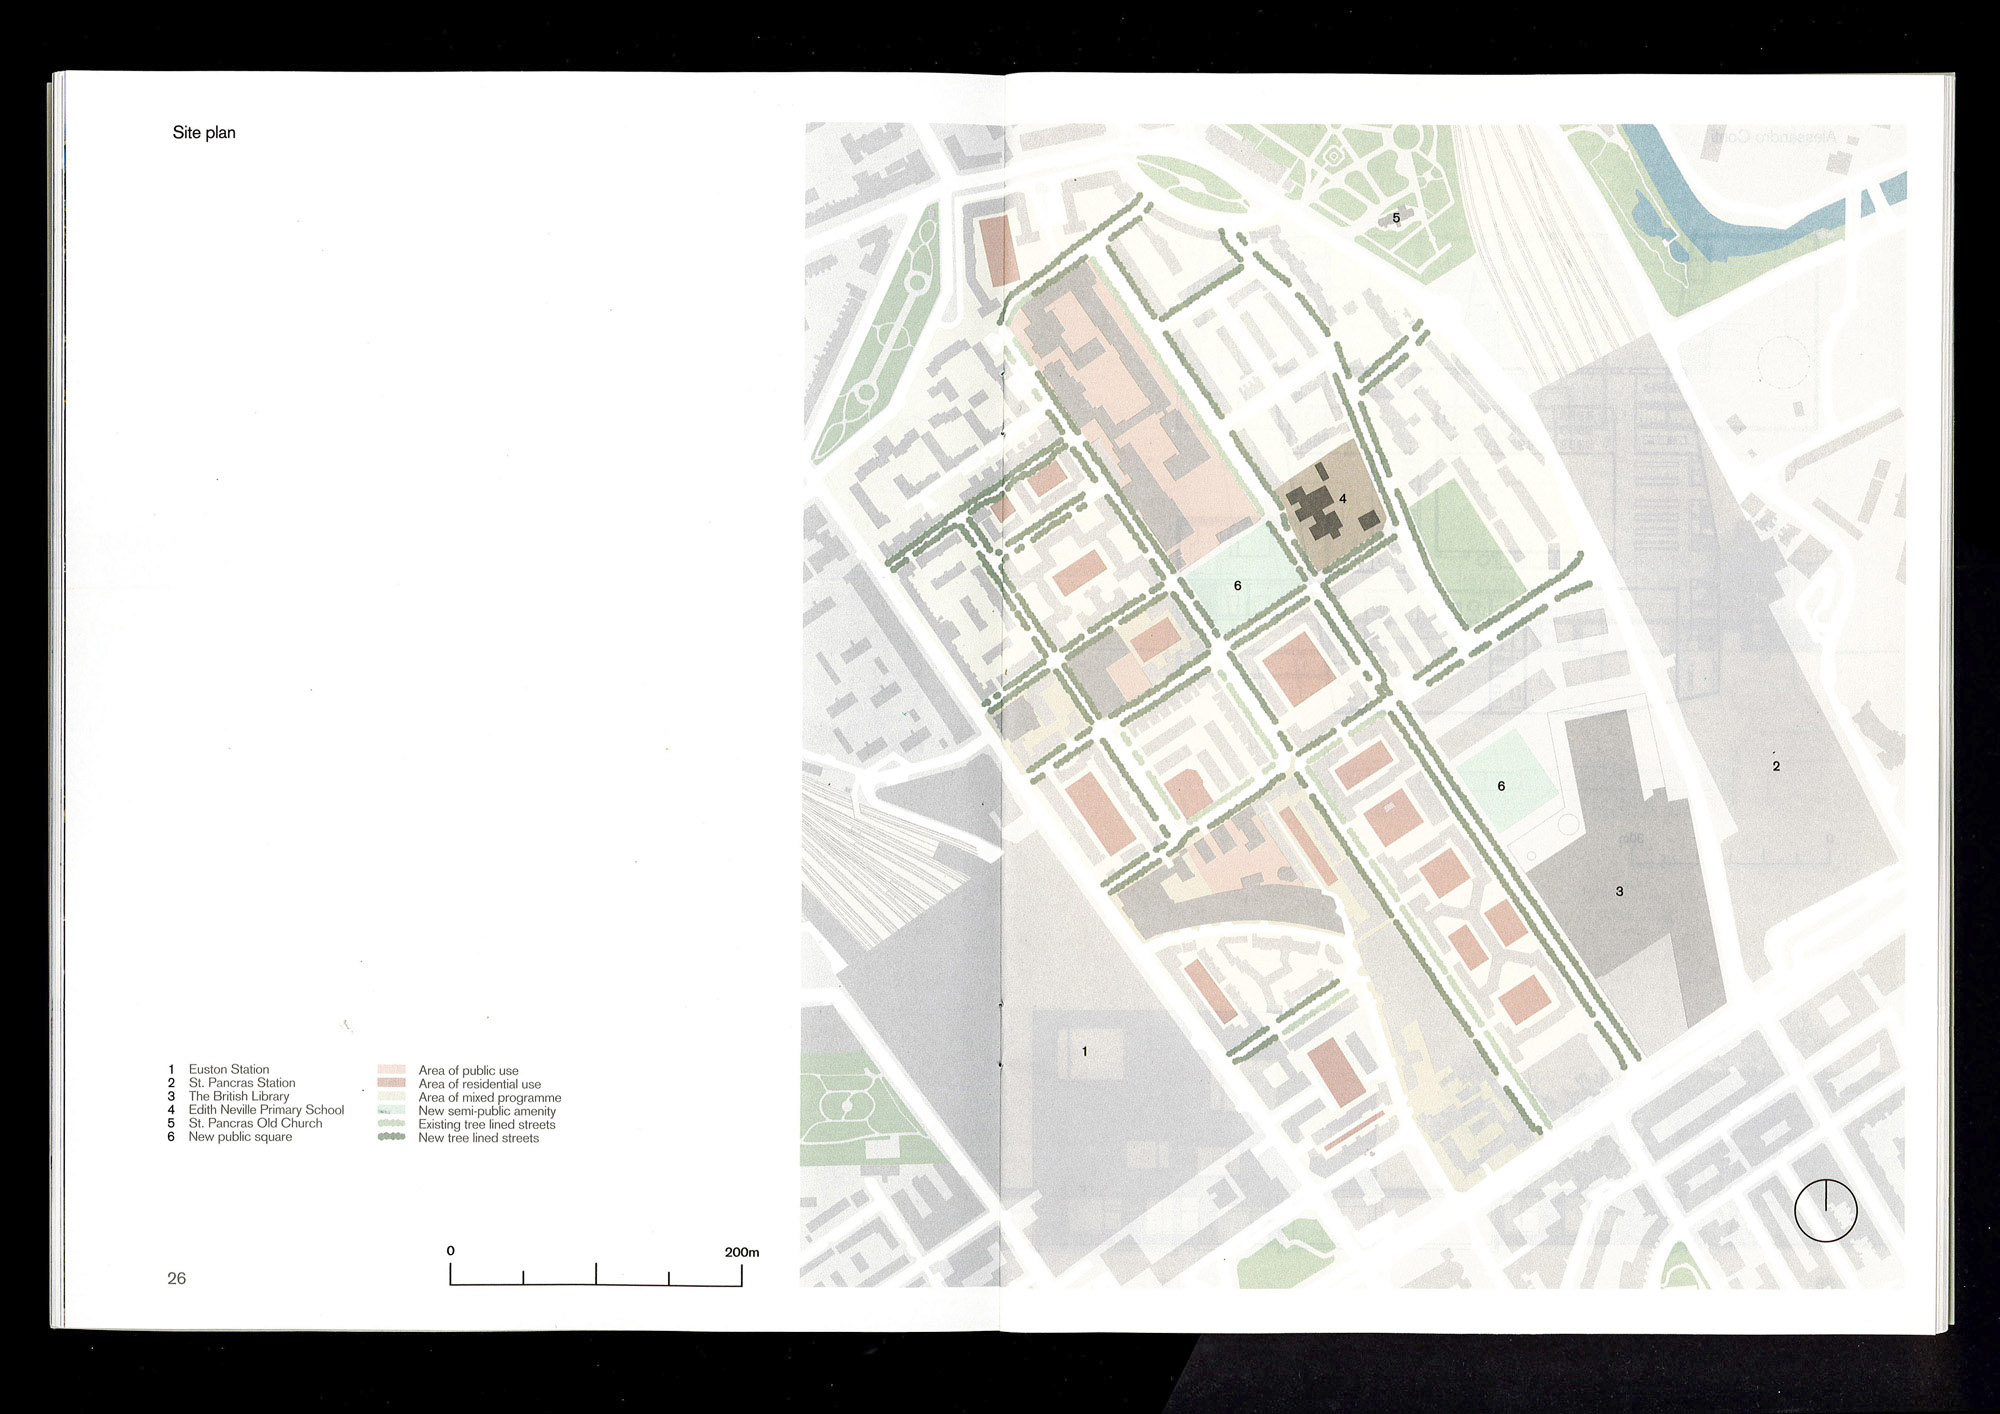 Site plan
1 Euston Station
2 St. Pancras Station
3 The British Library
4 Edith Neville Primary School
5 St. Pancras Old Church
6 New public square
Area of public use
Area of residential use
Area of mixed programme
New semi-public amenity
Existing tree lined streets
New tree lined streets
0 200m
26
5
4
6
2
6
3
1